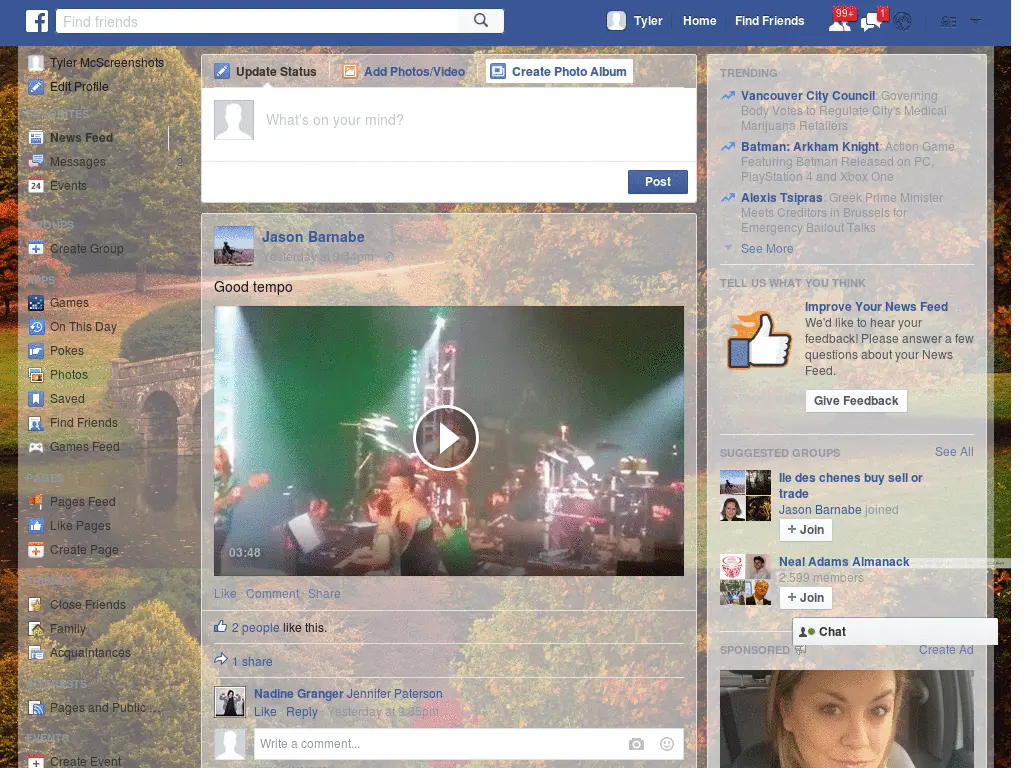 Find friends
Tyler
Home
Find Friends
99+
1
Tyler McScreenshots
Edit Profile
FAVORITES
News Feed
Messages
2
24
Events
GROUPS
Create Group
APPS
Games
On This Day
Pokes
Photos
Saved
Find Friends
Games Feed
PAGES
Pages Feed
Like Pages
Create Page
FRIENDS
Close Friends
Family
Acquaintances
INTERESTS
Pages and Public ...
EVENTS
Create Event
Update Status
Add Photos/Video
Create Photo Album
What's on your mind?
Post
Jason Barnabe
Yesterday at 9:34pm ·
Good tempo
03:48
Like · Comment · Share
2 people like this.
1 share
Nadine Granger Jennifer Paterson
Like · Reply · Yesterday at 9:35pm
Write a comment...
TRENDING
Vancouver City Council: Governing
Body Votes to Regulate City's Medical
Marijuana Retailers
Batman: Arkham Knight: Action Game
Featuring Batman Released on PC,
PlayStation 4 and Xbox One
Alexis Tsipras: Greek Prime Minister
Meets Creditors in Brussels for
Emergency Bailout Talks
See More
TELL US WHAT YOU THINK
Improve Your News Feed
We'd like to hear your
feedback! Please answer a few
questions about your News
Feed.
Give Feedback
SUGGESTED GROUPS
See All
Ile des chenes buy sell or
trade
Jason Barnabe joined
+ Join
Neal Adams Almanack
2,599 members
+ Join
Chat
SPONSORED
Create Ad